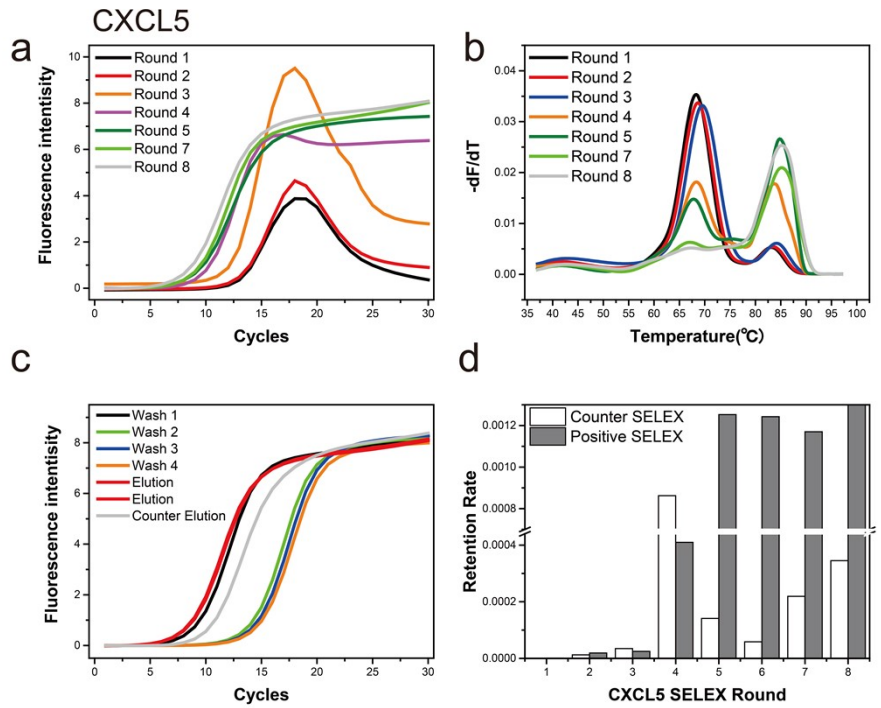 CXCL5
a
Fluorescence intentisity
10
8
6
4
2
0
Round 1
Round 2
Round 3
Round 4
Round 5
Round 7
Round 8
0 5 10 15 20 25 30
Cycles
b
-dF/dT
0.04
0.03
0.02
0.01
0.00
Round 1
Round 2
Round 3
Round 4
Round 5
Round 7
Round 8
35 40 45 50 55 60 65 70 75 80 85 90 95 100
Temperature(℃)
c
Fluorescence intentisity
8
6
4
2
0
Wash 1
Wash 2
Wash 3
Wash 4
Elution
Elution
Counter Elution
0 5 10 15 20 25 30
Cycles
d
Retention Rate
0.0012
0.0010
0.0008
0.0004
0.0002
0.0000
Counter SELEX
Positive SELEX
1 2 3 4 5 6 7 8
CXCL5 SELEX Round